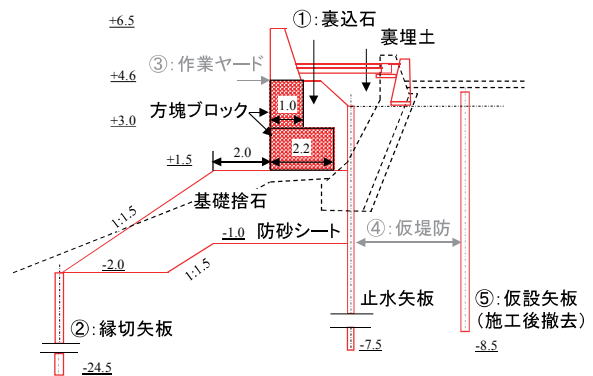 +6.5
①：裏込石
裏埋土
③：作業ヤード
+4.6
方塊ブロック
1.0
+3.0
2.2
2.0
+1.5
基礎捨石
1:1.5
防砂シート
-1.0
④：仮堤防
-2.0
1:1.5
止水矢板
⑤：仮設矢板
(施工後撤去)
②：縁切矢板
-7.5
-8.5
-24.5